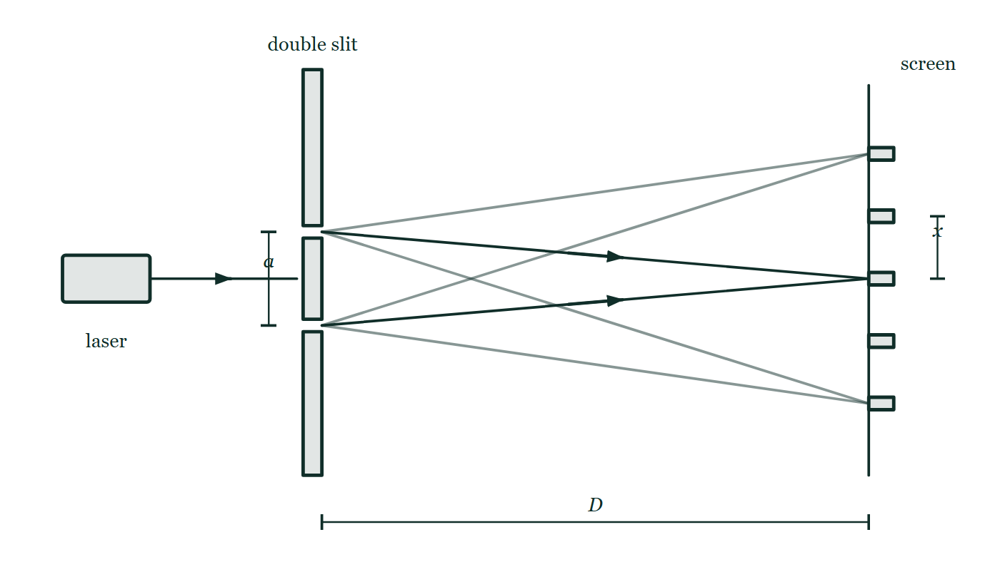 double slit
screen
x
a
laser
D